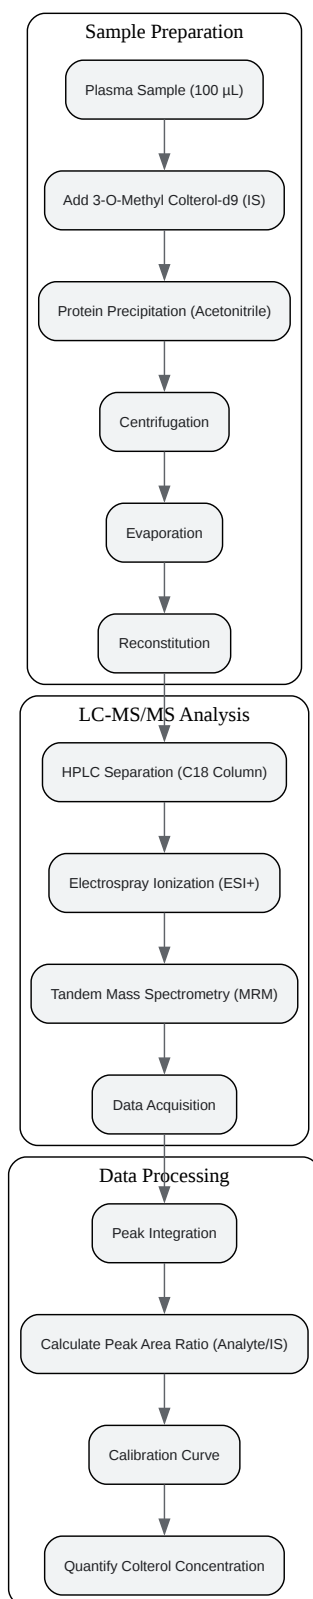 Sample Preparation
Plasma Sample (100 µL)
Add 3-O-Methyl Colterol-d9 (IS)
Protein Precipitation (Acetonitrile)
Centrifugation
Evaporation
Reconstitution
LC-MS/MS Analysis
HPLC Separation (C18 Column)
Electrospray Ionization (ESI+)
Tandem Mass Spectrometry (MRM)
Data Acquisition
Data Processing
Peak Integration
Calculate Peak Area Ratio (Analyte/IS)
Calibration Curve
Quantify Colterol Concentration